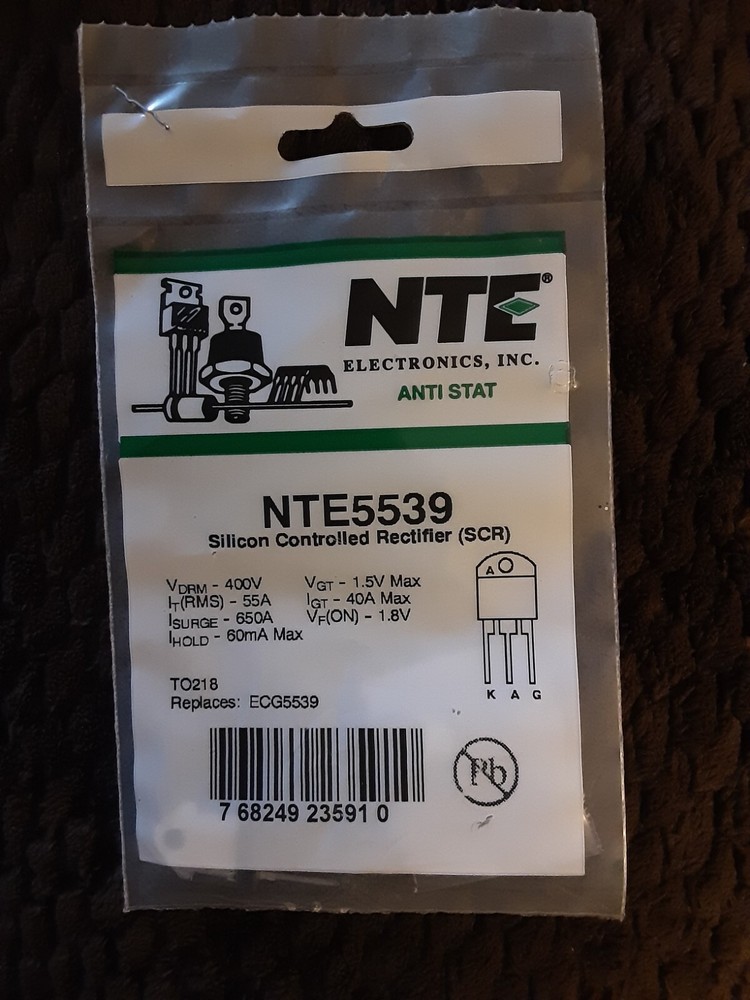 NTE®
ELECTRONICS, INC.
ANTI STAT
NTE5539
Silicon Controlled Rectifier (SCR)
VDRM - 400V VGT - 1.5V Max
IT(RMS) - 55A IGT - 40A Max
ISURGE - 650A VF(ON) - 1.8V
IHOLD - 60mA Max
A
K A G
TO218
Replaces: ECG5539
Pb
7 68249 23591 0